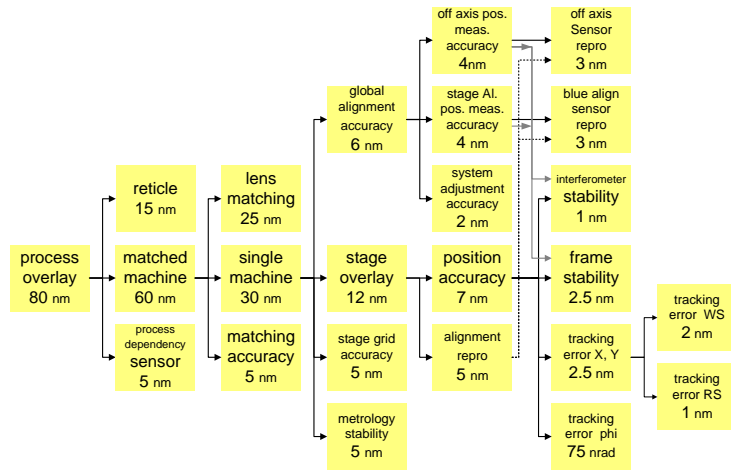 process
overlay
80 nm
reticle
15 nm
matched
machine
60 nm
process
dependency
sensor
5 nm
lens
matching
25 nm
single
machine
30 nm
matching
accuracy
5 nm
global
alignment
accuracy
6 nm
stage
overlay
12 nm
stage grid
accuracy
5 nm
metrology
stability
5 nm
off axis pos.
meas.
accuracy
4nm
stage Al.
pos. meas.
accuracy
4 nm
system
adjustment
accuracy
2 nm
position
accuracy
7 nm
alignment
repro
5 nm
off axis
Sensor
repro
3 nm
blue align
sensor
repro
3 nm
interferometer
stability
1 nm
frame
stability
2.5 nm
tracking
error X, Y
2.5 nm
tracking
error phi
75 nrad
tracking
error WS
2 nm
tracking
error RS
1 nm